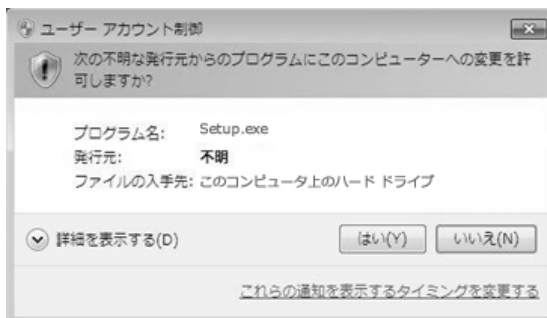 ユーザー アカウント制御
次の不明な発行元からのプログラムにこのコンピューターへの変更を許
可しますか?
プログラム名: Setup.exe
発行元: 不明
ファイルの入手先: このコンピュータ上のハード ドライブ
詳細を表示する(D) はい(Y) いいえ(N)
これらの通知を表示するタイミングを変更する